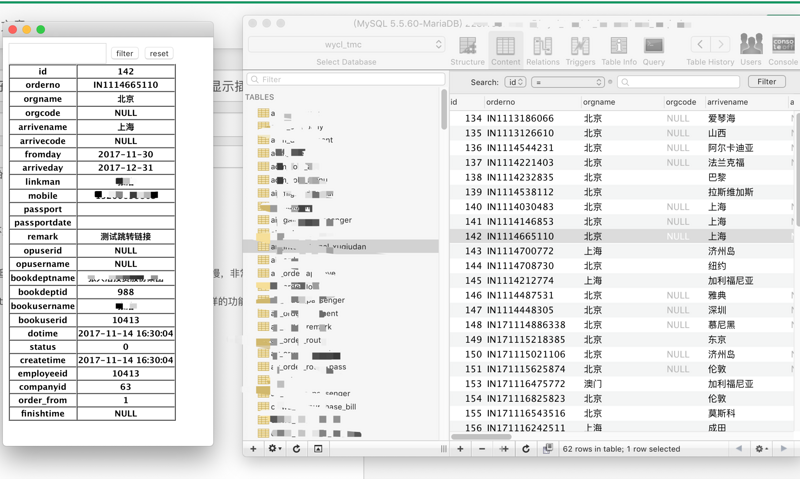 filter reset
id 142
orderno IN1114665110
orgname 北京
orgcode NULL
arrivename 上海
arrivecode NULL
fromday 2017-11-30
arriveday 2017-12-31
linkman
mobile
passport
passportdate
remark 测试跳转链接
opuserid NULL
opusername NULL
bookdeptname
bookdeptid 988
bookusername
bookuserid 10413
dotime 2017-11-14 16:30:04
status 0
createtime 2017-11-14 16:30:04
employeeid 10413
companyid 63
order_from 1
finishtime NULL
(MySQL 5.5.60-MariaDB)
wycl_tmc
Select Database
Structure Content Relations Triggers Table Info Query
Table History Users Console
Filter
TABLES
Search: id = Filter
id orderno orgname orgcode arrivename a
134 IN1113186066 北京 NULL 爱琴海
135 IN1113126610 北京 NULL 山西
136 IN1114544231 北京 NULL 阿尔卡迪亚
137 IN1114221403 北京 NULL 法兰克福
138 IN1114232835 北京 巴黎
139 IN1114538112 北京 拉斯维加斯
140 IN1114030483 北京 NULL 上海
141 IN1114146853 北京 NULL 上海
142 IN1114665110 北京 NULL 上海
143 IN1114700772 上海 济州岛
144 IN1114708730 北京 纽约
145 IN1114212774 上海 加利福尼亚
146 IN1114487531 北京 NULL 雅典
147 IN1114448305 北京 NULL 深圳
148 IN171114886338 北京 NULL 慕尼黑
149 IN171115218385 北京 东京
150 IN171115021106 北京 NULL 济州岛
151 IN171115625874 北京 NULL 伦敦
153 IN171116475772 澳门 加利福尼亚
154 IN171116825823 北京 伦敦
155 IN171116543516 北京 莫斯科
156 IN171116242511 上海 成田
62 rows in table; 1 row selected